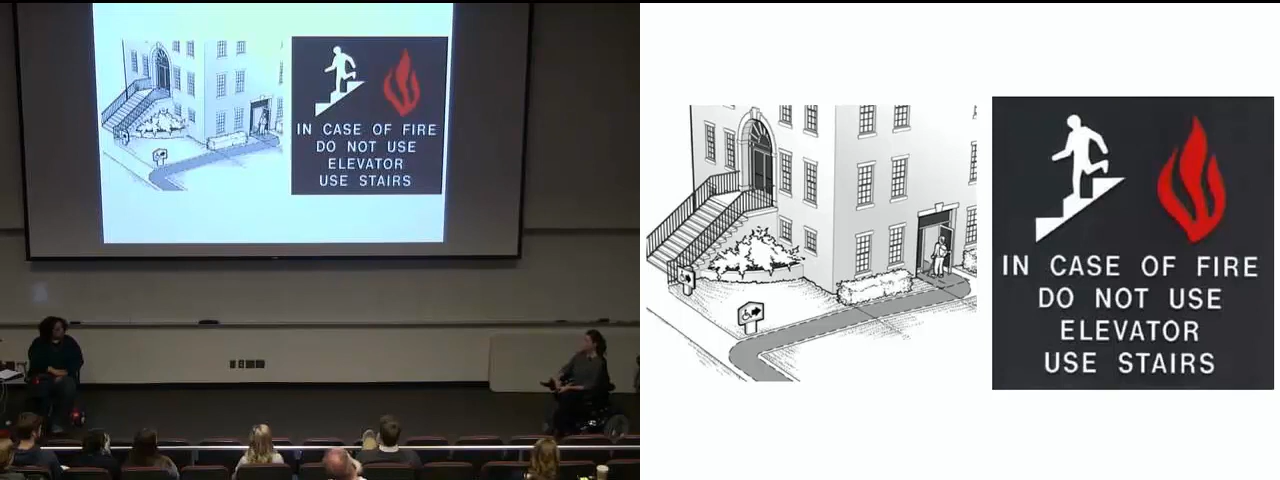 IN CASE OF FIRE
DO NOT USE
ELEVATOR
USE STAIRS
IN CASE OF FIRE
DO NOT USE
ELEVATOR
USE STAIRS